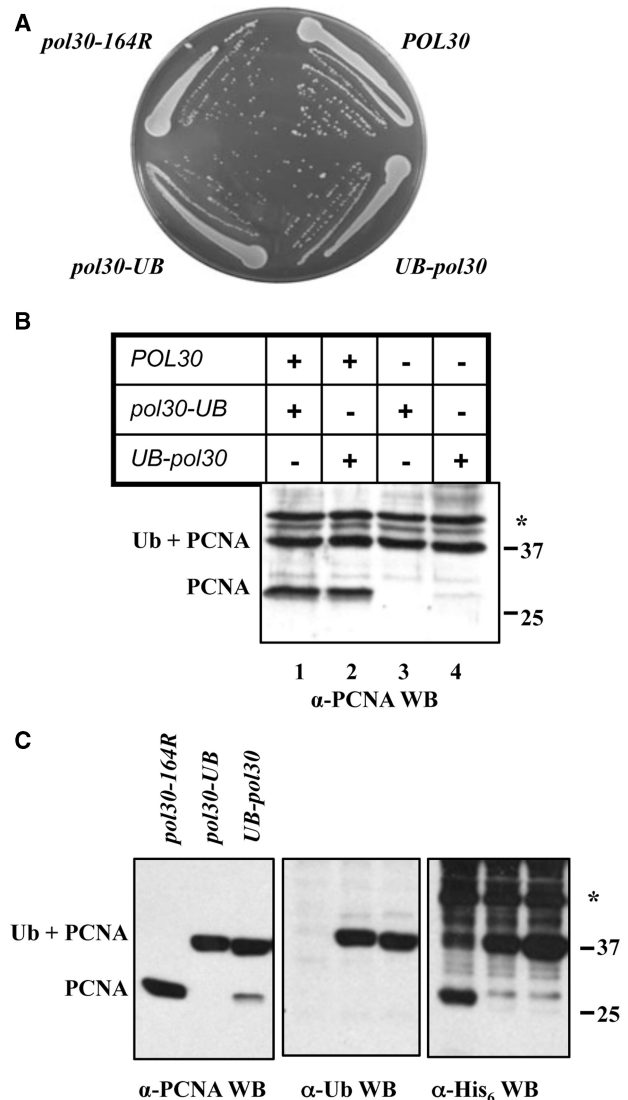 A
pol30-164R POL30
pol30-UB UB-pol30
B
POL30 + + - -
pol30-UB + - + -
UB-pol30 - + - +
*
Ub + PCNA 37
PCNA 25
1 2 3 4
α-PCNA WB
C
pol30-164R pol30-UB UB-pol30
*
Ub + PCNA 37
PCNA 25
α-PCNA WB α-Ub WB α-His6 WB